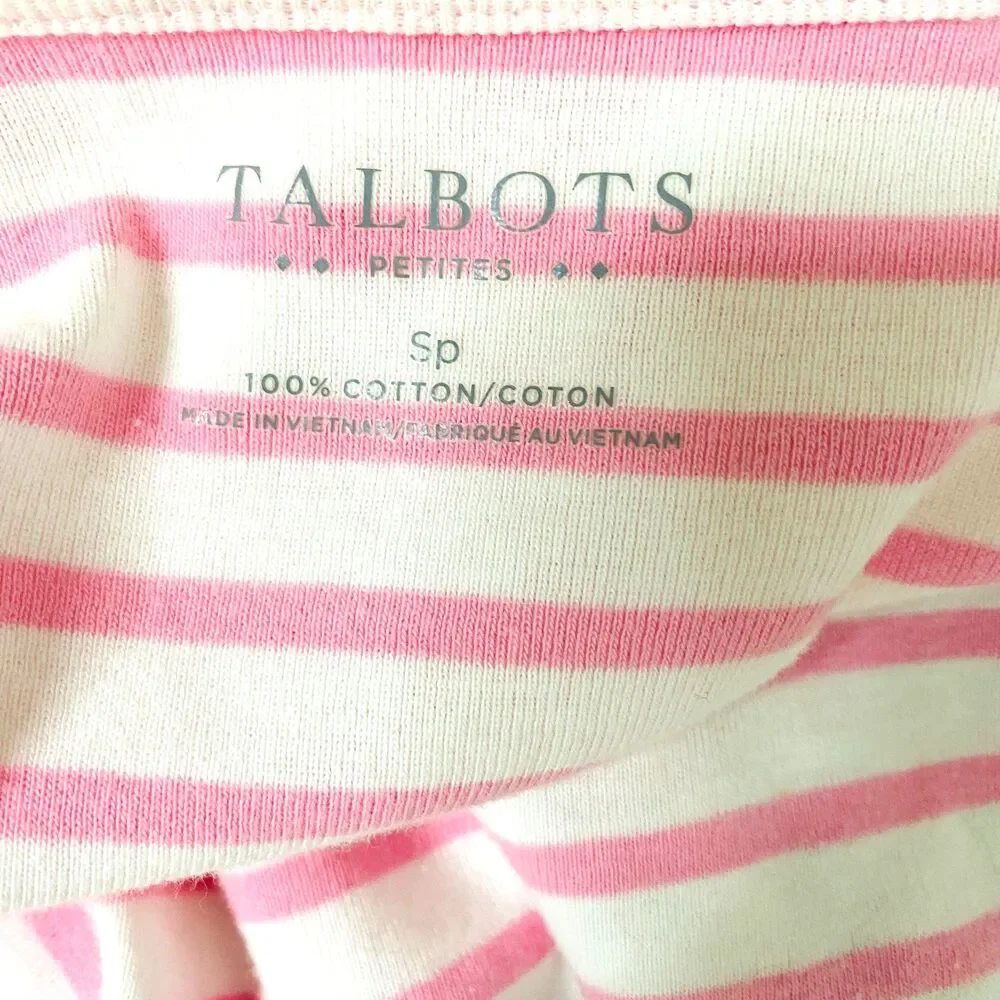 TALBOTS
PETITES
Sp
100% COTTON/COTON
MADE IN VIETNAM/FABRIQUÉ AU VIETNAM